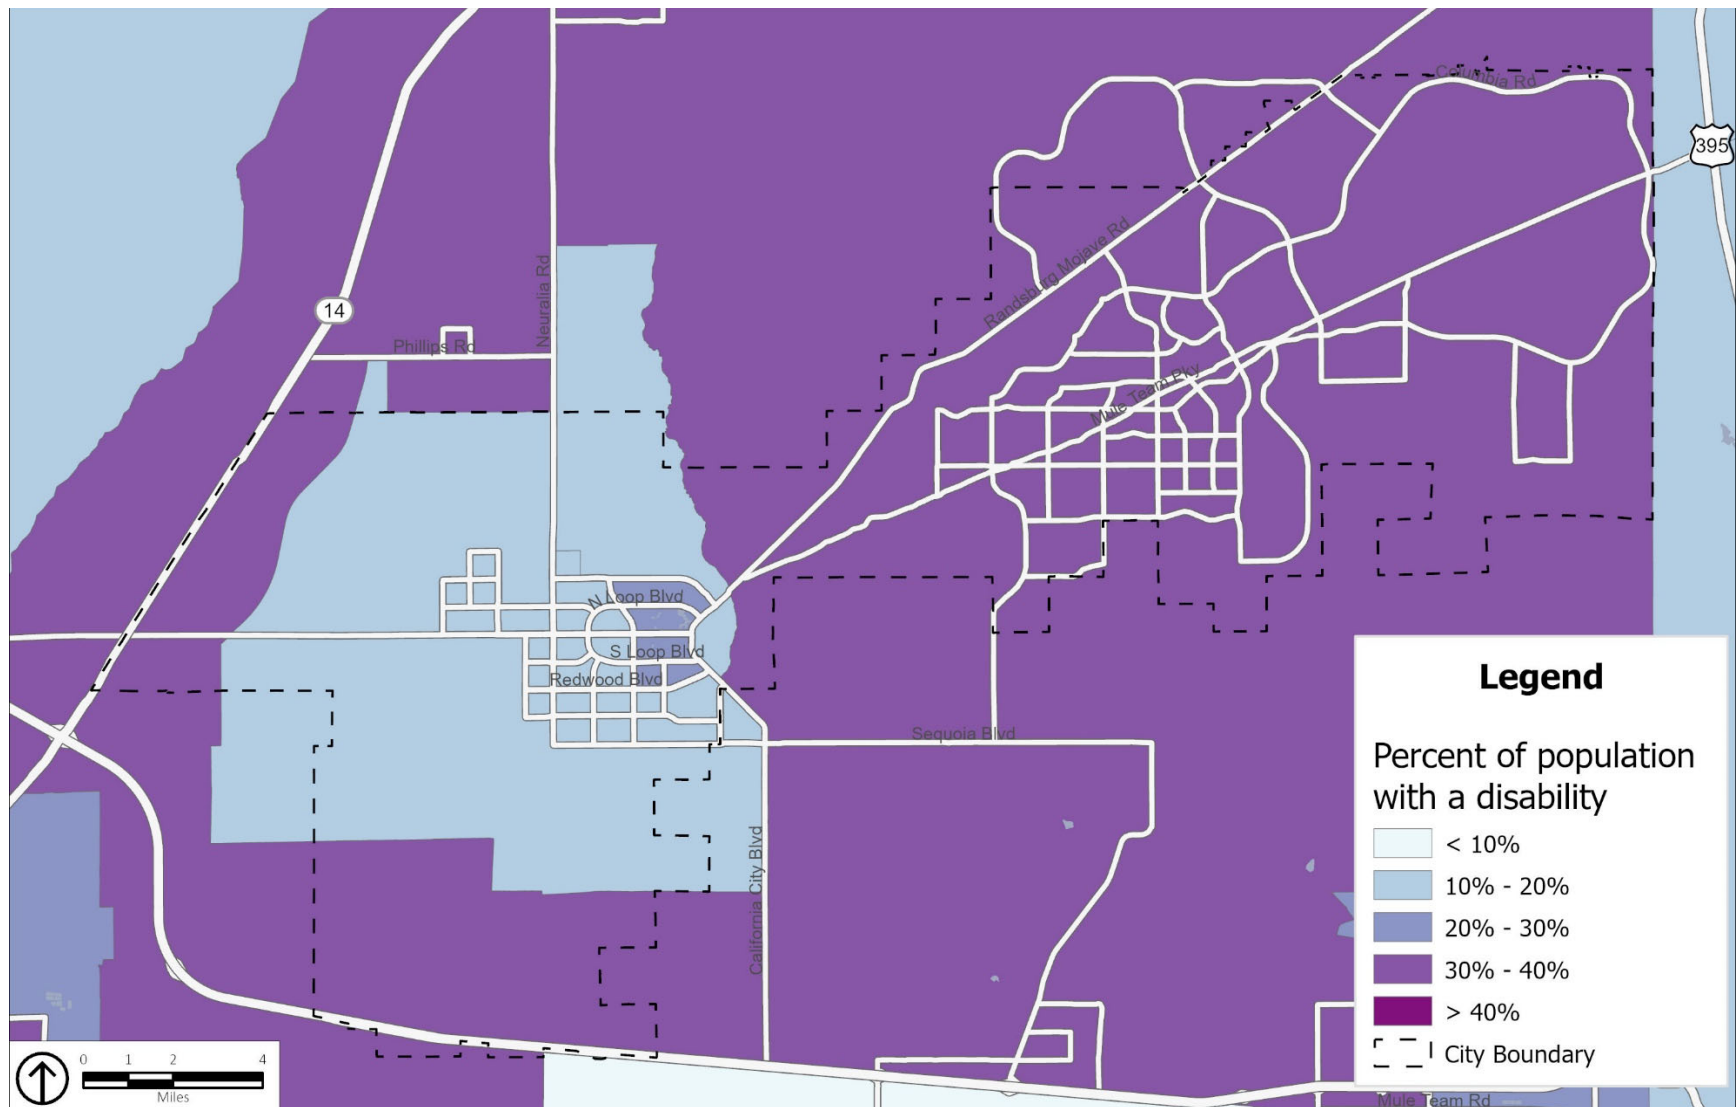 Columbia Rd
395
Randsburg Mojave Rd
Neuralia Rd
14
Phillips Rd
Mule Team Pky
N Loop Blvd
S Loop Blvd
Redwood Blvd
Sequoia Blvd
California City Blvd
Legend
Percent of population
with a disability
< 10%
10% - 20%
20% - 30%
30% - 40%
> 40%
City Boundary
0 1 2 4
Miles
Mule Team Rd